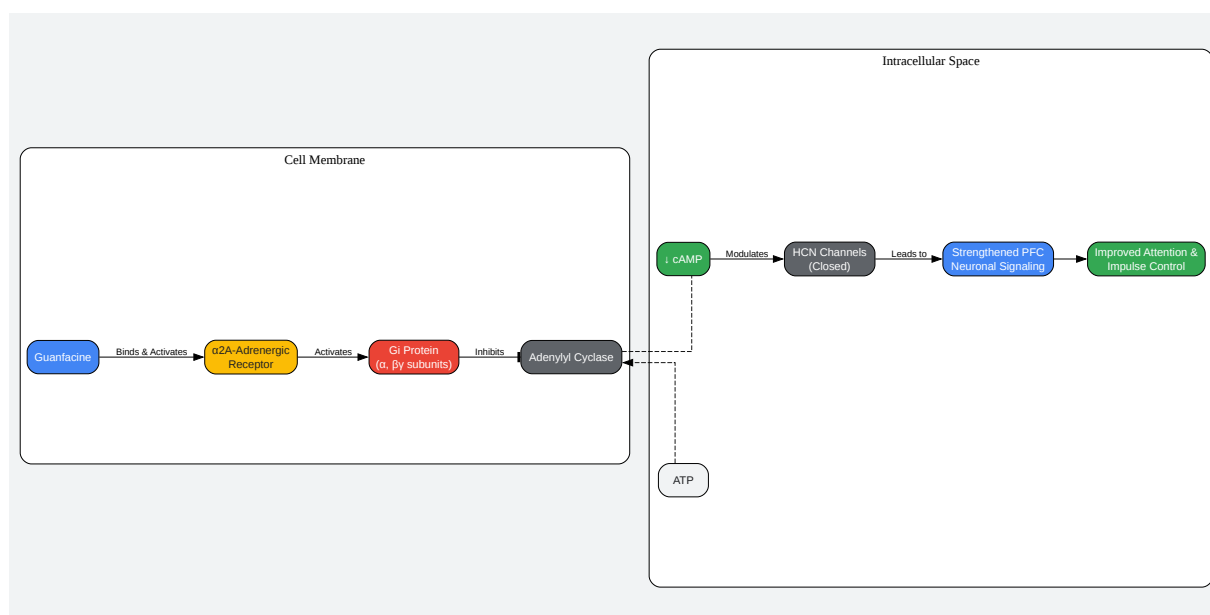 Intracellular Space
Cell Membrane
Guanfacine
Binds & Activates
α2A-Adrenergic
Receptor
Activates
Gi Protein
(α, βγ subunits)
Inhibits
Adenylyl Cyclase
↓ cAMP
Modulates
HCN Channels
(Closed)
Leads to
Strengthened PFC
Neuronal Signaling
Improved Attention &
Impulse Control
ATP